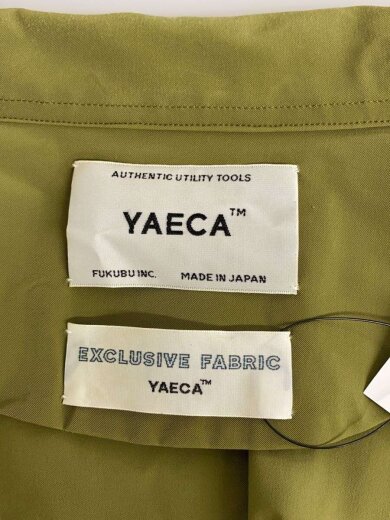 AUTHENTIC UTILITY TOOLS
YAECA™
FUKUBU INC. MADE IN JAPAN
EXCLUSIVE FABRIC
YAECA™